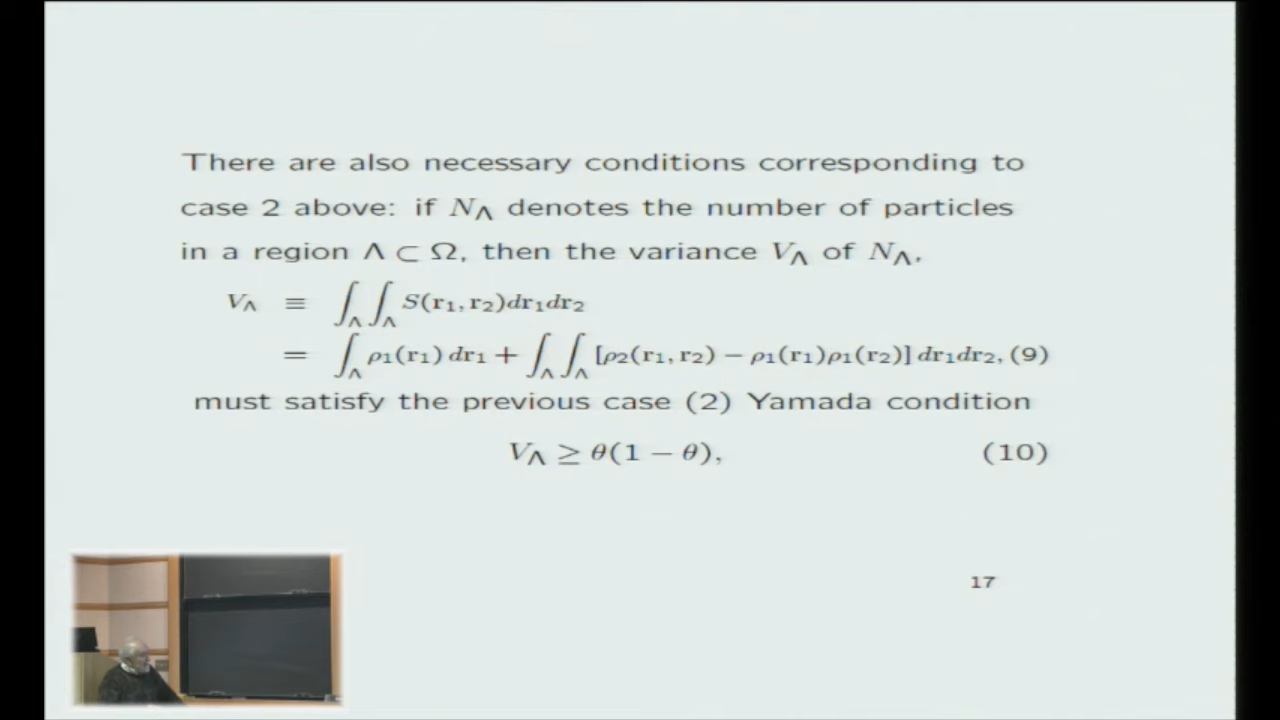 There are also necessary conditions corresponding to
case 2 above: if N_Λ denotes the number of particles
in a region Λ ⊂ Ω, then the variance V_Λ of N_Λ,
V_Λ ≡ ∫_Λ ∫_Λ S(r₁, r₂)dr₁dr₂
= ∫_Λ ρ₁(r₁) dr₁ + ∫_Λ ∫_Λ [ρ₂(r₁, r₂) − ρ₁(r₁)ρ₁(r₂)] dr₁dr₂, (9)
must satisfy the previous case (2) Yamada condition
V_Λ ≥ θ(1 − θ), (10)
17